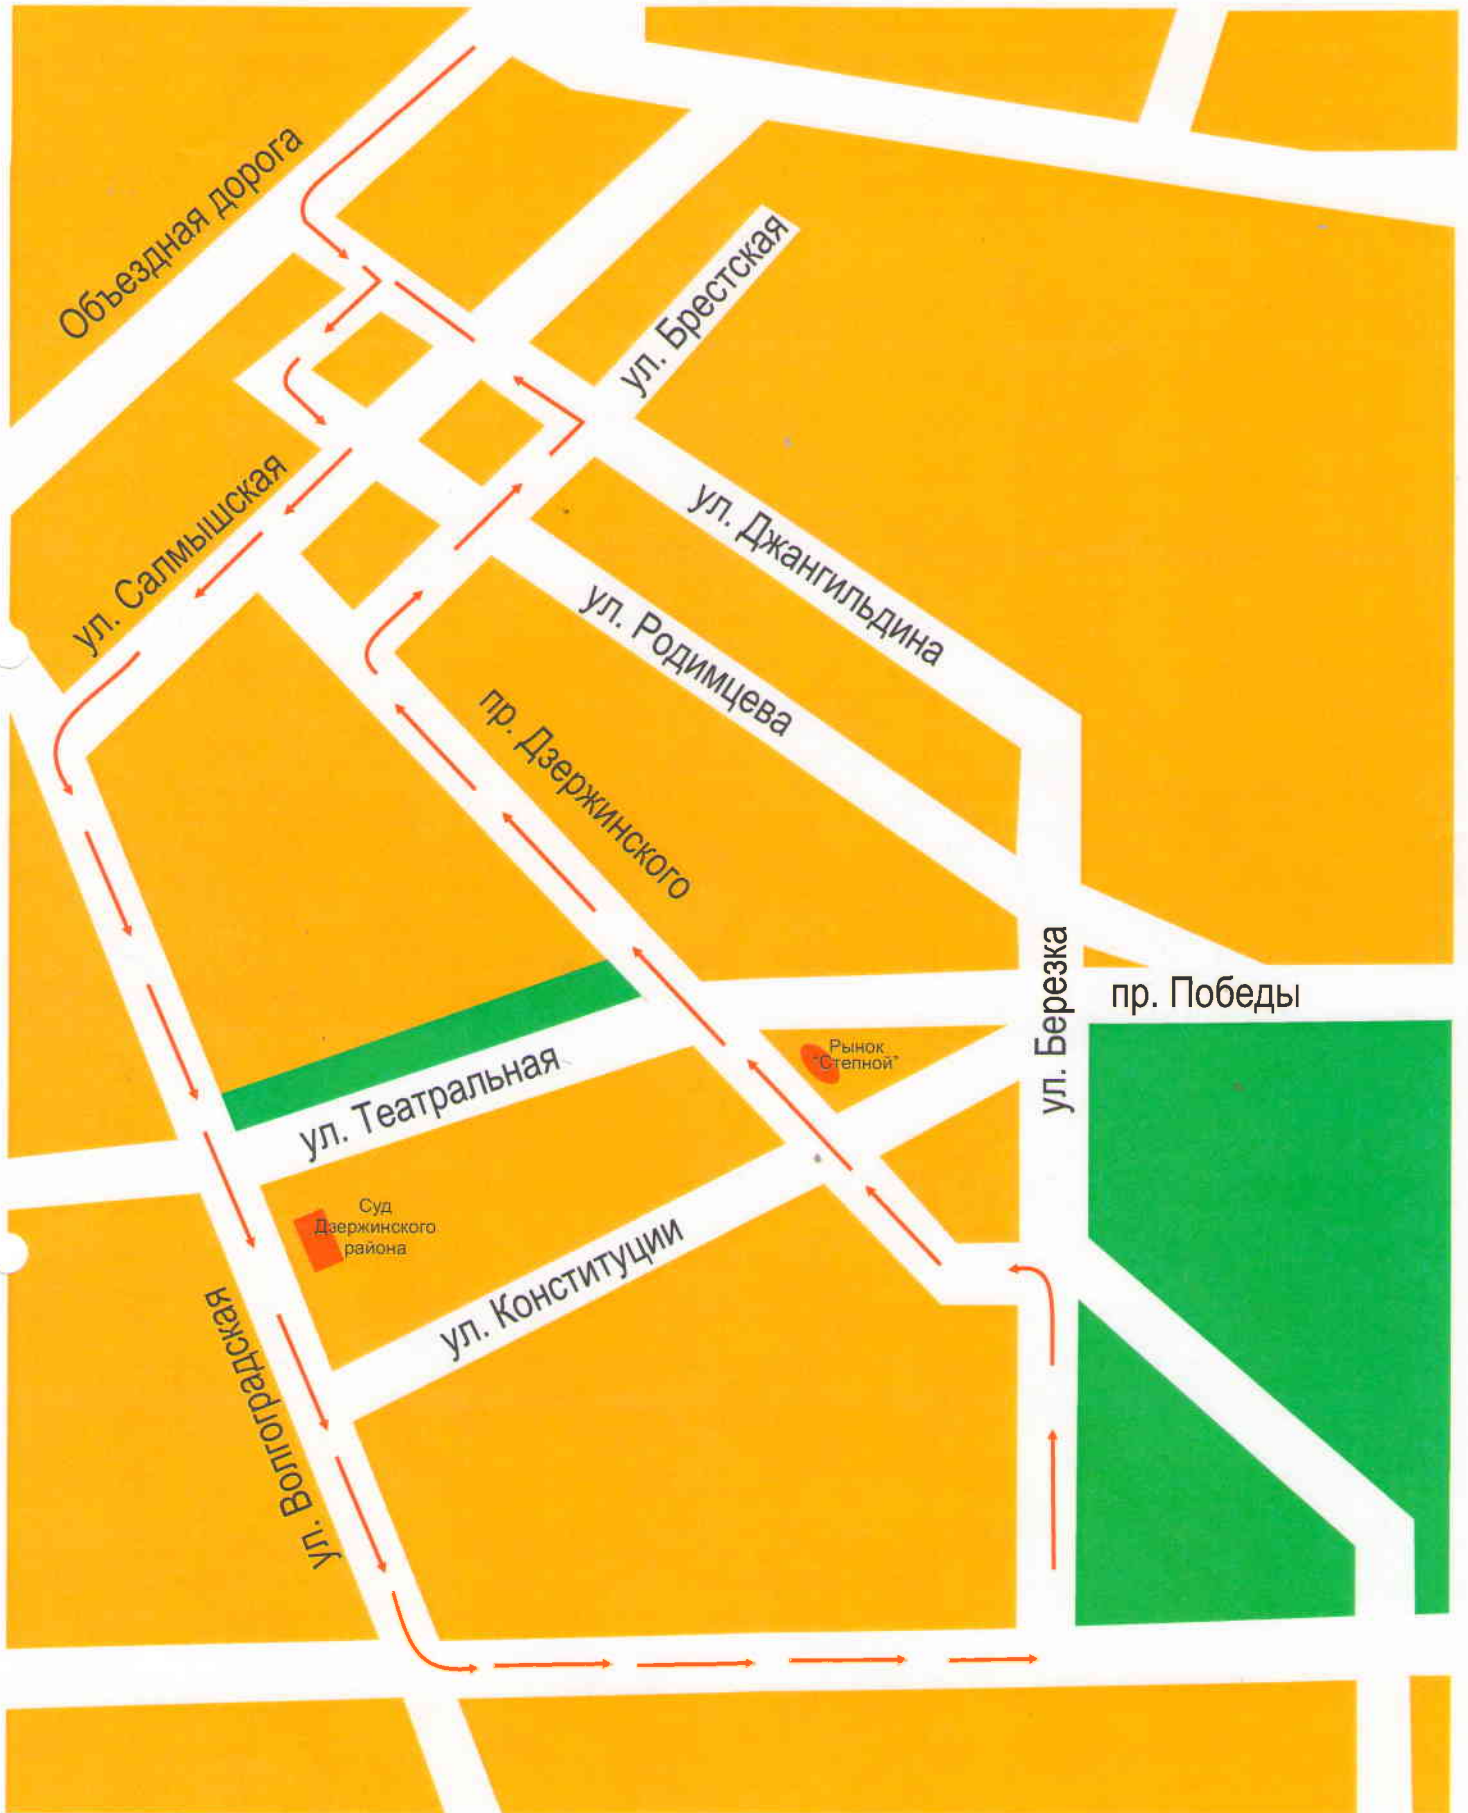 Объездная дорога
ул. Брестская
ул. Салмышская
ул. Джангильдина
ул. Родимцева
пр. Дзержинского
ул. Березка
пр. Победы
Рынок
"Степной"
ул. Театральная
Суд
Дзержинского
района
ул. Конституции
ул. Волгоградская